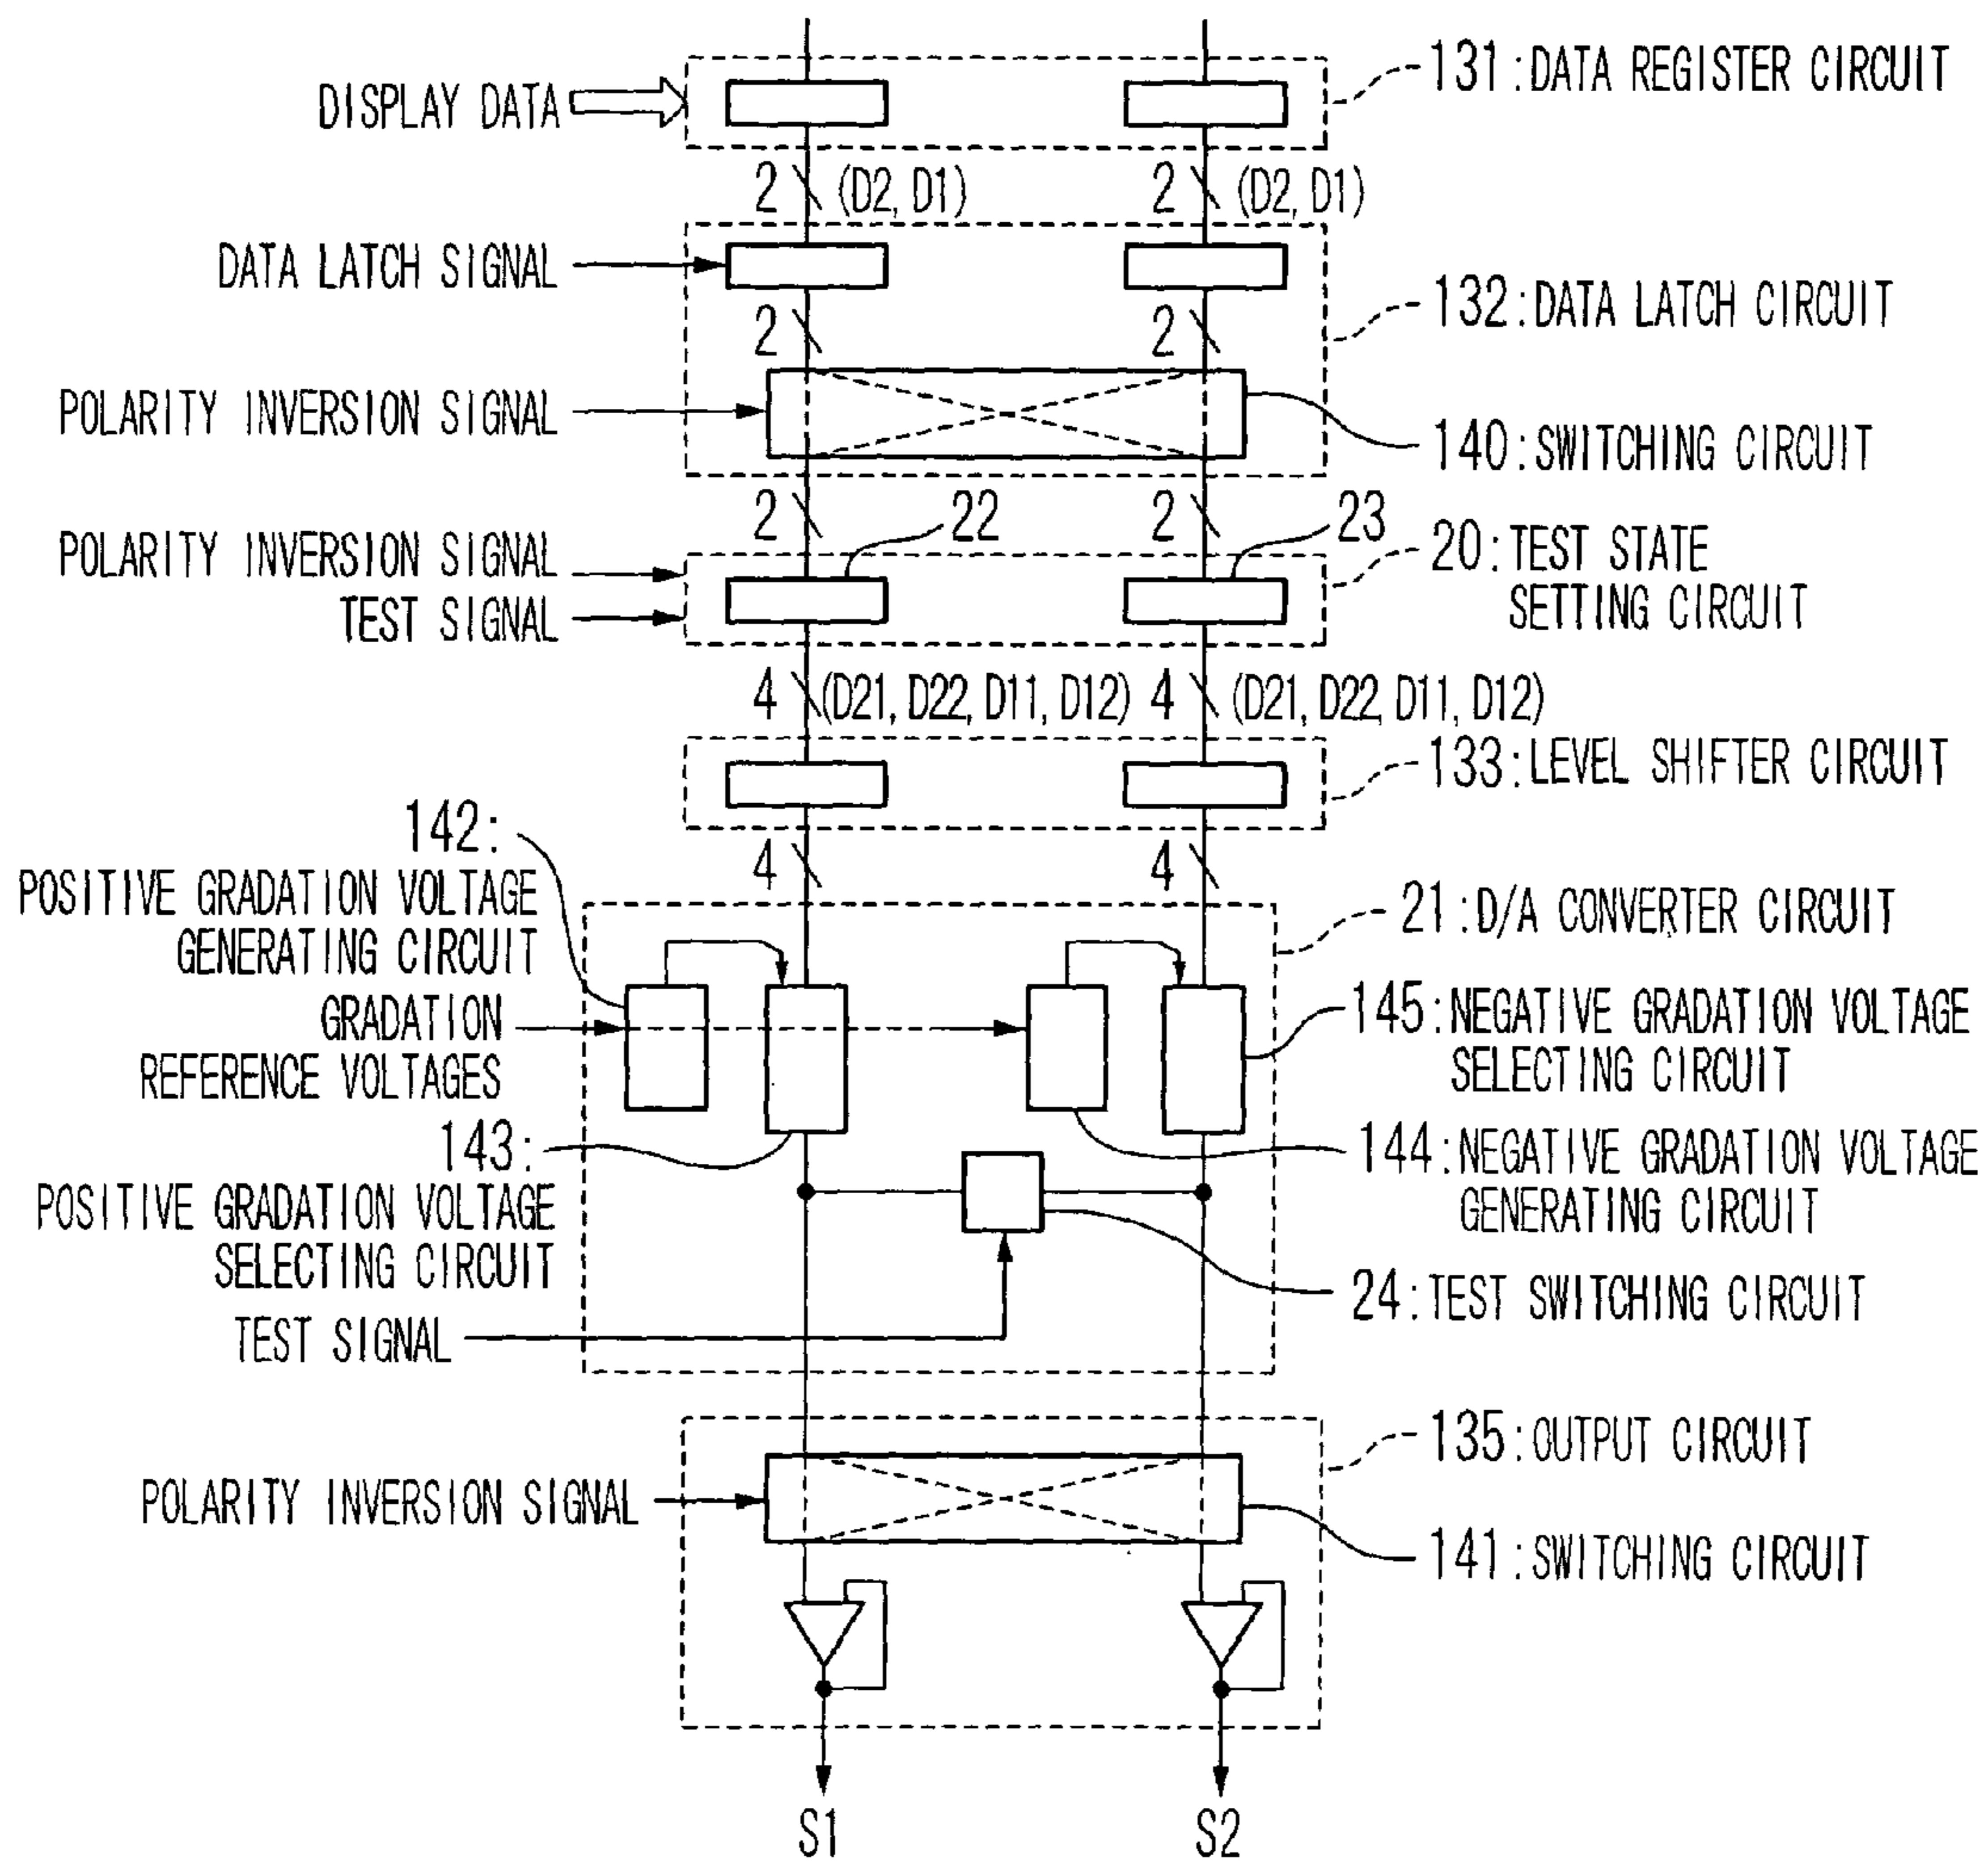 131: DATA REGISTER CIRCUIT
DISPLAY DATA
2 (D2, D1) 2 (D2, D1)
DATA LATCH SIGNAL
132: DATA LATCH CIRCUIT
2 2
POLARITY INVERSION SIGNAL
140: SWITCHING CIRCUIT
2 22 2 23
POLARITY INVERSION SIGNAL
20: TEST STATE
SETTING CIRCUIT
TEST SIGNAL
4 (D21, D22, D11, D12) 4 (D21, D22, D11, D12)
133: LEVEL SHIFTER CIRCUIT
4 4
142:
POSITIVE GRADATION VOLTAGE
GENERATING CIRCUIT
21: D/A CONVERTER CIRCUIT
GRADATION
REFERENCE VOLTAGES
145: NEGATIVE GRADATION VOLTAGE
SELECTING CIRCUIT
143:
POSITIVE GRADATION VOLTAGE
SELECTING CIRCUIT
144: NEGATIVE GRADATION VOLTAGE
GENERATING CIRCUIT
24: TEST SWITCHING CIRCUIT
TEST SIGNAL
135: OUTPUT CIRCUIT
POLARITY INVERSION SIGNAL
141: SWITCHING CIRCUIT
S1 S2